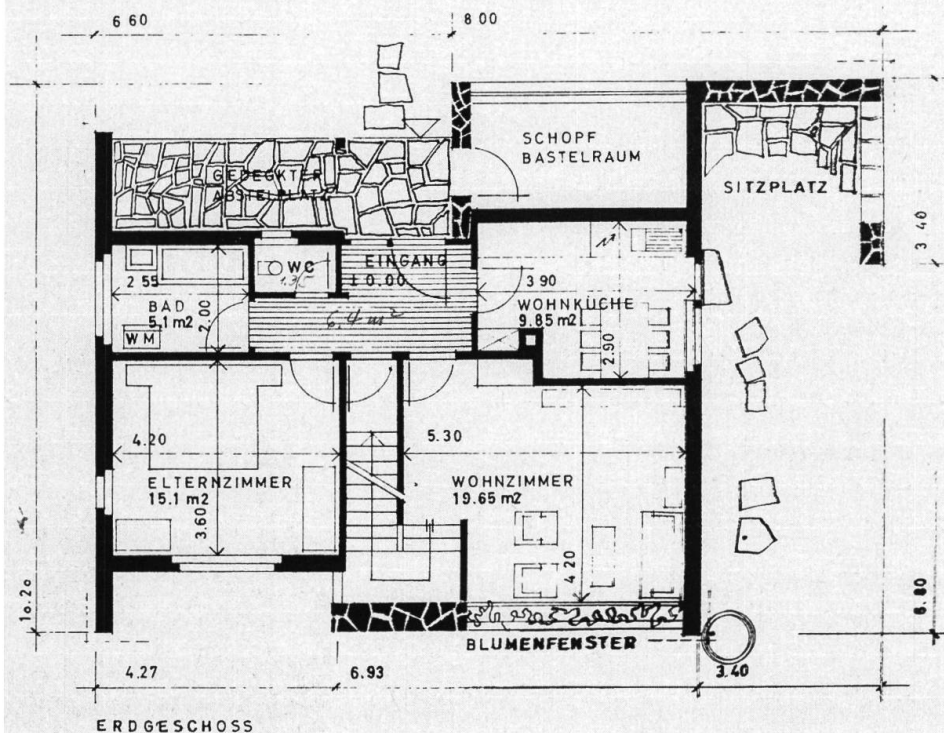 6 60
8 00
SCHOPF
BASTELRAUM
GEDECKTER
ABSTELLPLATZ
SITZPLATZ
3 40
WC
EINGANG
± 0.00
2 55
BAD
5,1 m2
2.00
WM
6.4 m²
3 90
WOHNKÜCHE
9.85 m2
2.90
4.20
ELTERNZIMMER
15.1 m2
3.60
5.30
WOHNZIMMER
19.65 m2
4.20
1o.2o
6.80
BLUMENFENSTER
4.27
6.93
3.40
ERDGESCHOSS